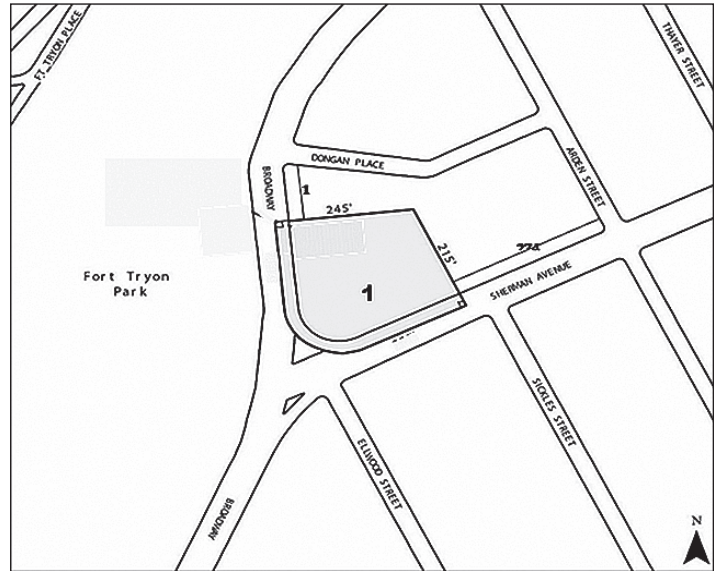 FT TRYON PLACE
THAYER STREET
DONGAN PLACE
ARDEN STREET
BROADWAY
1
245'
215'
SHERMAN AVENUE
Fort Tryon
Park
1
SICKLES STREET
ELLWOOD STREET
BROADWAY
N